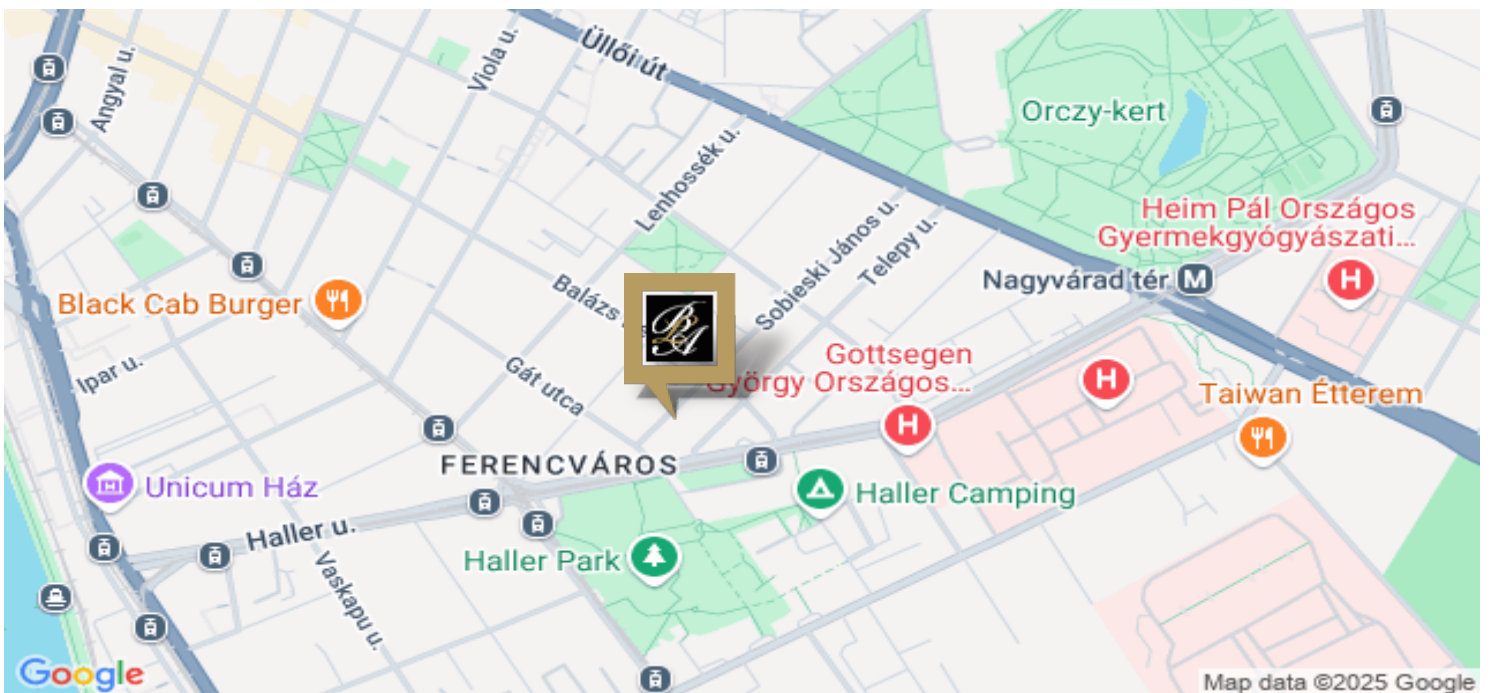 Angyal u.
Viola u.
Üllői út
Orczy-kert
Lenhossék u.
Heim Pál Országos
Gyermekgyógyászati...
Sobieski János u.
Telepy u.
Nagyvárad tér M
Balázs
Black Cab Burger
BA
Ipar u.
Gát utca
Gottsegen
György Országos...
H
H
H
Taiwan Étterem
FERENCVÁROS
Unicum Ház
Haller Camping
Haller u.
Haller Park
Vaskapu u.
Google
Map data ©2025 Google